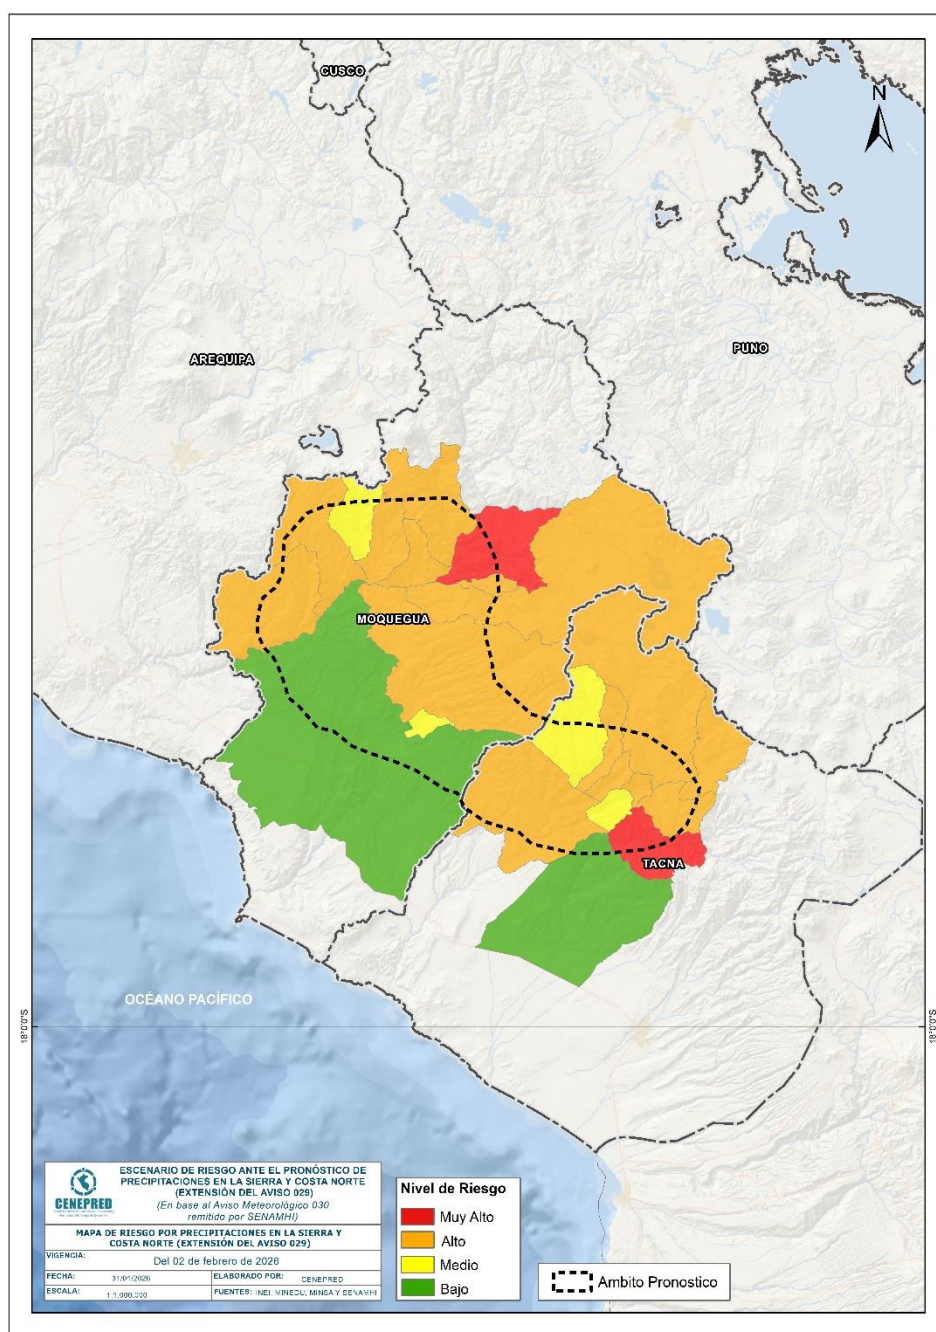 CUSCO
N
AREQUIPA
PUNO
MOQUEGUA
TACNA
OCÉANO PACÍFICO
18°0'0"S
18°0'0"S
CENEPRED
ESCENARIO DE RIESGO ANTE EL PRONÓSTICO DE
PRECIPITACIONES EN LA SIERRA Y COSTA NORTE
(EXTENSIÓN DEL AVISO 029)
(En base al Aviso Meteorológico 030
remitido por SENAMHI)
MAPA DE RIESGO POR PRECIPITACIONES EN LA SIERRA Y
COSTA NORTE (EXTENSIÓN DEL AVISO 029)
VIGENCIA:
Del 02 de febrero de 2026
FECHA: 31/01/2026
ELABORADO POR: CENEPRED
ESCALA: 1:1.000.000
FUENTES: INEI, MINEDU, MINSA Y SENAMHI
Nivel de Riesgo
Muy Alto
Alto
Medio
Bajo
Ambito Pronostico